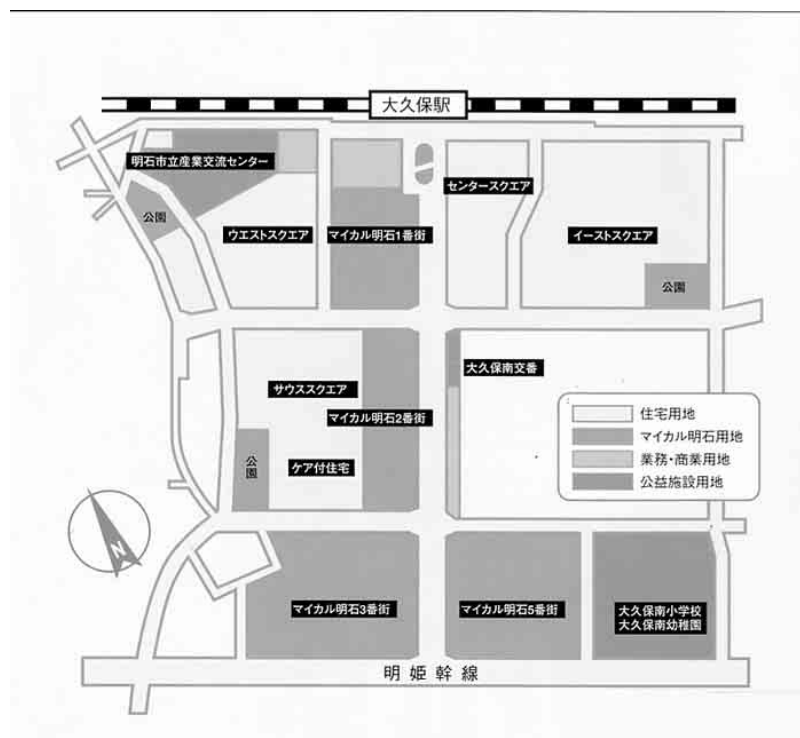 大久保駅
明石市立産業交流センター
センタースクエア
公園
ウエストスクエア
マイカル明石1番街
イーストスクエア
公園
大久保南交番
サウススクエア
マイカル明石2番街
住宅用地
マイカル明石用地
業務・商業用地
公益施設用地
公園
ケア付住宅
N
マイカル明石3番街
マイカル明石5番街
大久保南小学校
大久保南幼稚園
明姫幹線